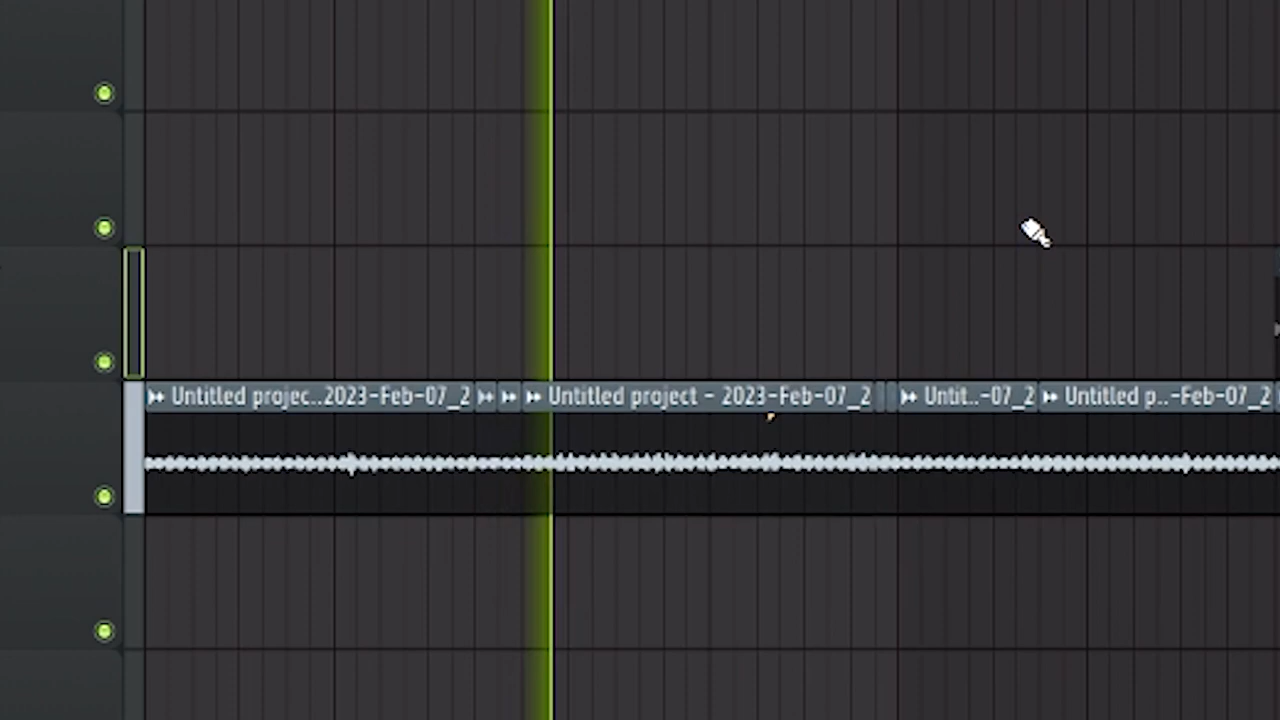 Untitled projec..2023-Feb-07_2
Untitled project - 2023-Feb-07_2
Untit..-07_2
Untitled p..-Feb-07_2